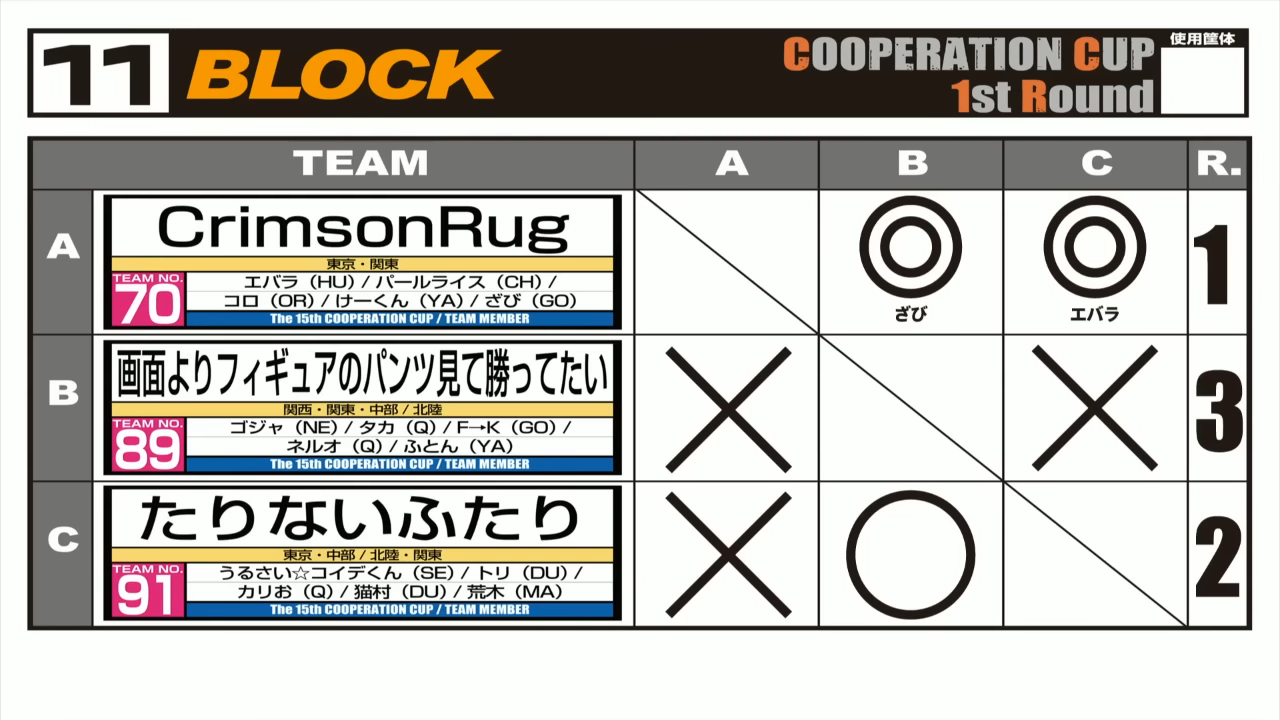 11 BLOCK
COOPERATION CUP
1st Round
使用筐体
TEAM A B C R.
A
CrimsonRug
東京・関東
TEAM NO.
70
エバラ（HU）/ パールライス（CH）/
コロ（OR）/ けーくん（YA）/ ざび（GO）
The 15th COOPERATION CUP / TEAM MEMBER
ざび
エバラ
1
B
画面よりフィギュアのパンツ見て勝ってたい
関西・関東・中部 / 北陸
TEAM NO.
89
ゴジャ（NE）/ タカ（Q）/ F→K（GO）/
ネルオ（Q）/ ふとん（YA）
The 15th COOPERATION CUP / TEAM MEMBER
3
C
たりないふたり
東京・中部 / 北陸・関東
TEAM NO.
91
うるさい☆コイデくん（SE）/ トリ（DU）/
カリお（Q）/ 猫村（DU）/ 荒木（MA）
The 15th COOPERATION CUP / TEAM MEMBER
2